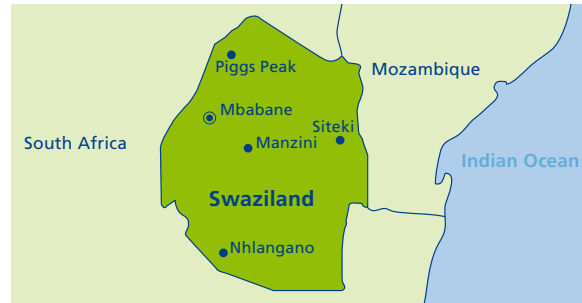 Piggs Peak
Mozambique
Mbabane
Siteki
South Africa
Manzini
Indian Ocean
Swaziland
Nhlangano